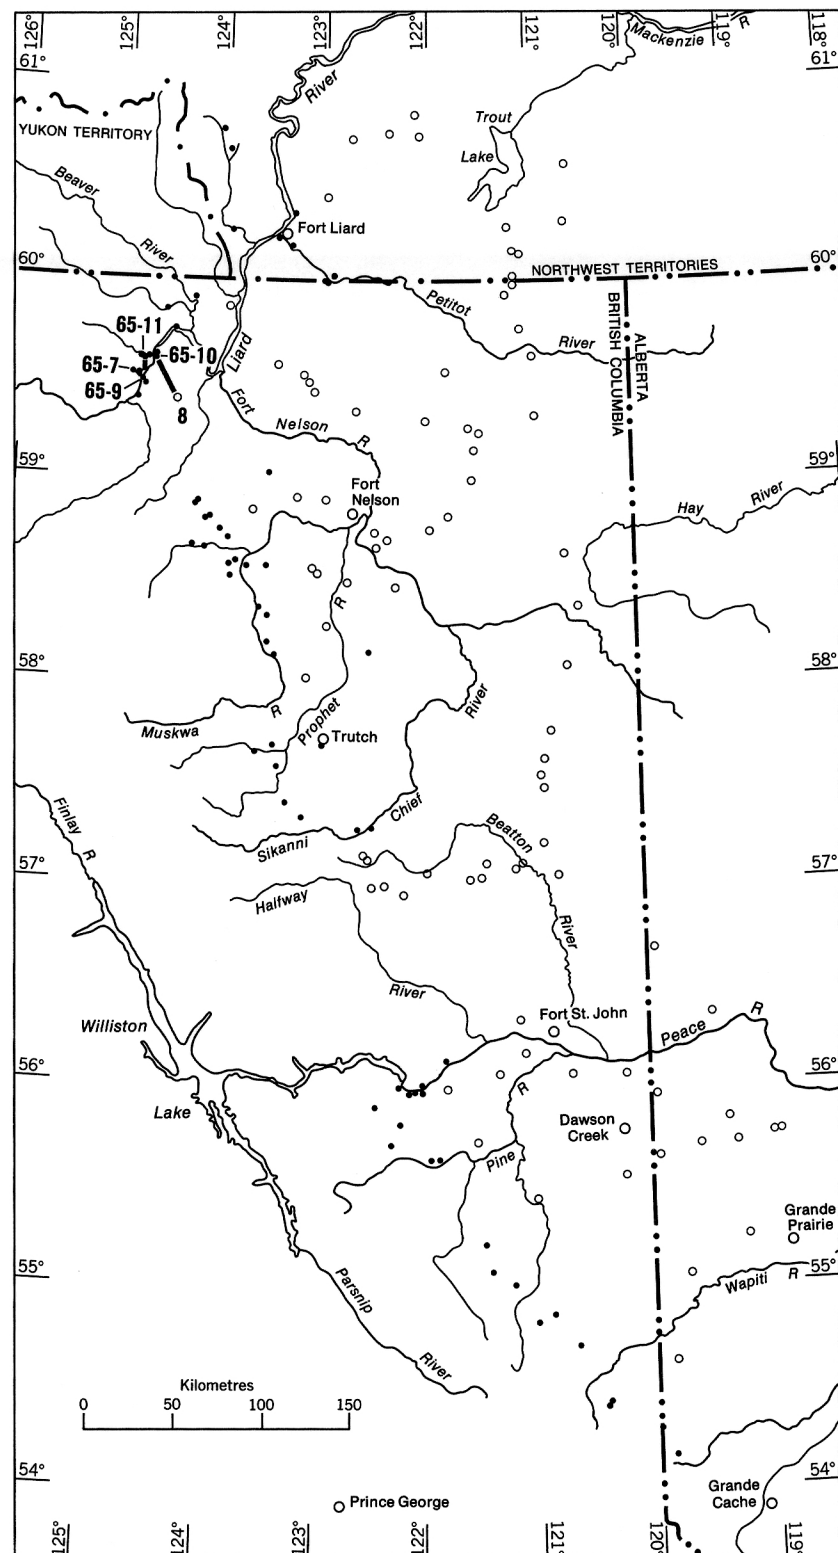 126°
125°
124°
123°
122°
121°
120°
119°
118°
61°
61°
Mackenzie R
River
Trout
Lake
YUKON TERRITORY
Beaver
River
Fort Liard
60°
60°
NORTHWEST TERRITORIES
BRITISH COLUMBIA
ALBERTA
Petitot
River
65-11
65-10
65-7
65-9
8
Liard
Fort
Nelson
R
59°
59°
Fort
Nelson
Hay
River
R
58°
58°
Muskwa
R
Prophet
River
Trutch
Finlay R
Chief
Sikanni
Beatton
57°
57°
Halfway
River
River
Fort St. John
Williston
Peace
R
56°
56°
R
Lake
Dawson
Creek
Pine
Grande
Prairie
55°
55°
Wapiti R
Parsnip
River
Kilometres
0 50 100 150
54°
54°
Prince George
Grande
Cache
125°
124°
123°
122°
121°
120°
119°